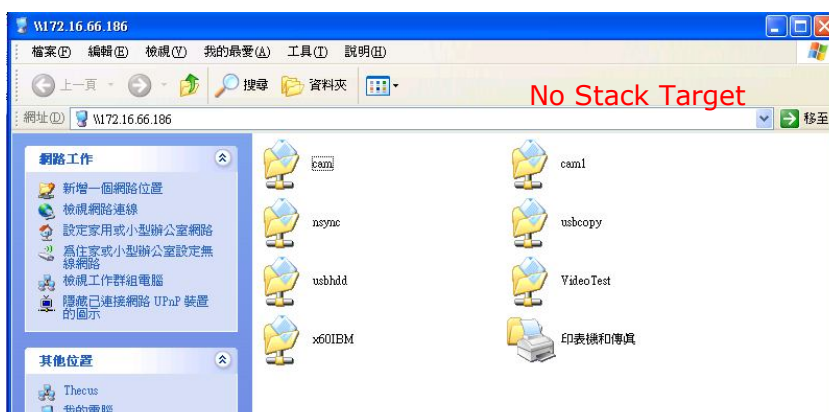 \\172.16.66.186
檔案(F) 編輯(E) 檢視(V) 我的最愛(A) 工具(T) 說明(H)
上一頁 搜尋 資料夾
No Stack Target
網址(D) \\172.16.66.186 移至
網路工作
新增一個網路位置
檢視網路連線
設定家用或小型辦公室網路
為住家或小型辦公室設定無
線網路
檢視工作群組電腦
隱藏已連接網路 UPnP 裝置
的圖示
其他位置
Thecus
我的電腦
cam
cam1
nsync
usbcopy
usbhdd
VideoTest
x60IBM
印表機和傳真